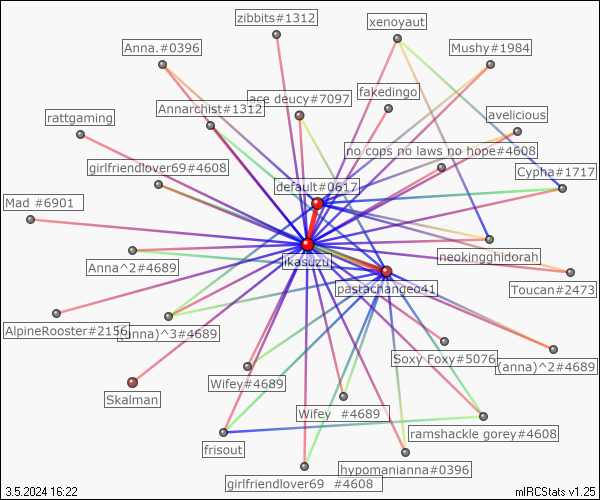 zibbits#1312
xenoyaut
Anna.#0396
Mushy#1984
fakedingo
ace deucy#7097
Annarchist#1312
avelicious
rattgaming
no cops no laws no hope#4608
girlfriendlover69#4608
Cypha#1717
default#0617
Mad #6901
neokingghidorah
ikasuzu
Anna^2#4689
Toucan#2473
pastachangeo41
AlpineRooster#2156
(anna)^3#4689
Soxy Foxy#5076
(anna)^2#4689
Wifey#4689
Skalman
Wifey #4689
ramshackle gorey#4608
frisout
hypomanianna#0396
girlfriendlover69 #4608
3.5.2024 16:22
mIRCStats v1.25